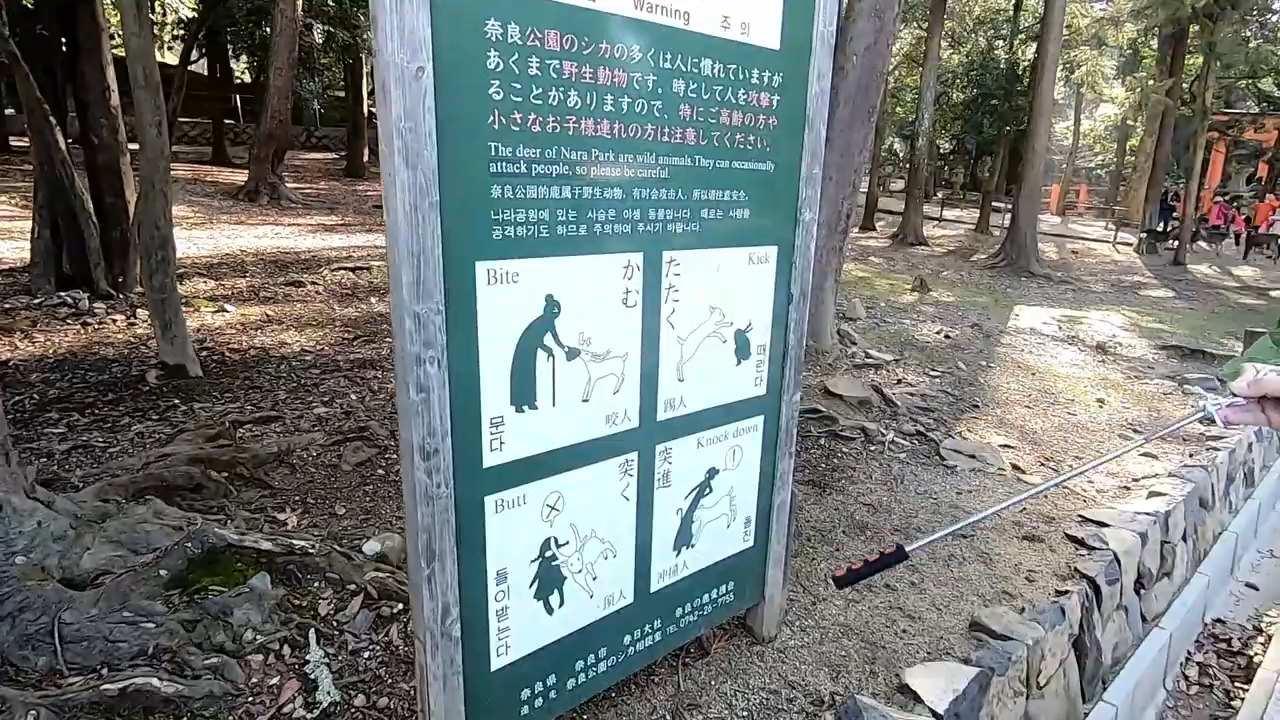 Warning 주의
奈良公園のシカの多くは人に慣れていますが
あくまで野生動物です。時として人を攻撃す
ることがありますので、特にご高齢の方や
小さなお子様連れの方は注意してください。
The deer of Nara Park are wild animals.They can occasionally
attack people, so please be careful.
奈良公园的鹿属于野生动物，有时会攻击人，所以请注意安全。
나라공원에 있는 사슴은 야생 동물입니다. 때로는 사람을
공격하기도 하므로 주의하여 주시기 바랍니다.
Bite
かむ
문다
咬人
Kick
たたく
때린다
踢人
Butt
突く
들이받는다
顶人
Knock down
突進
!
돌진
冲撞人
奈良県 奈良市 春日大社 奈良の鹿愛護会
連絡先 奈良公園のシカ相談室 TEL 0742-26-7755